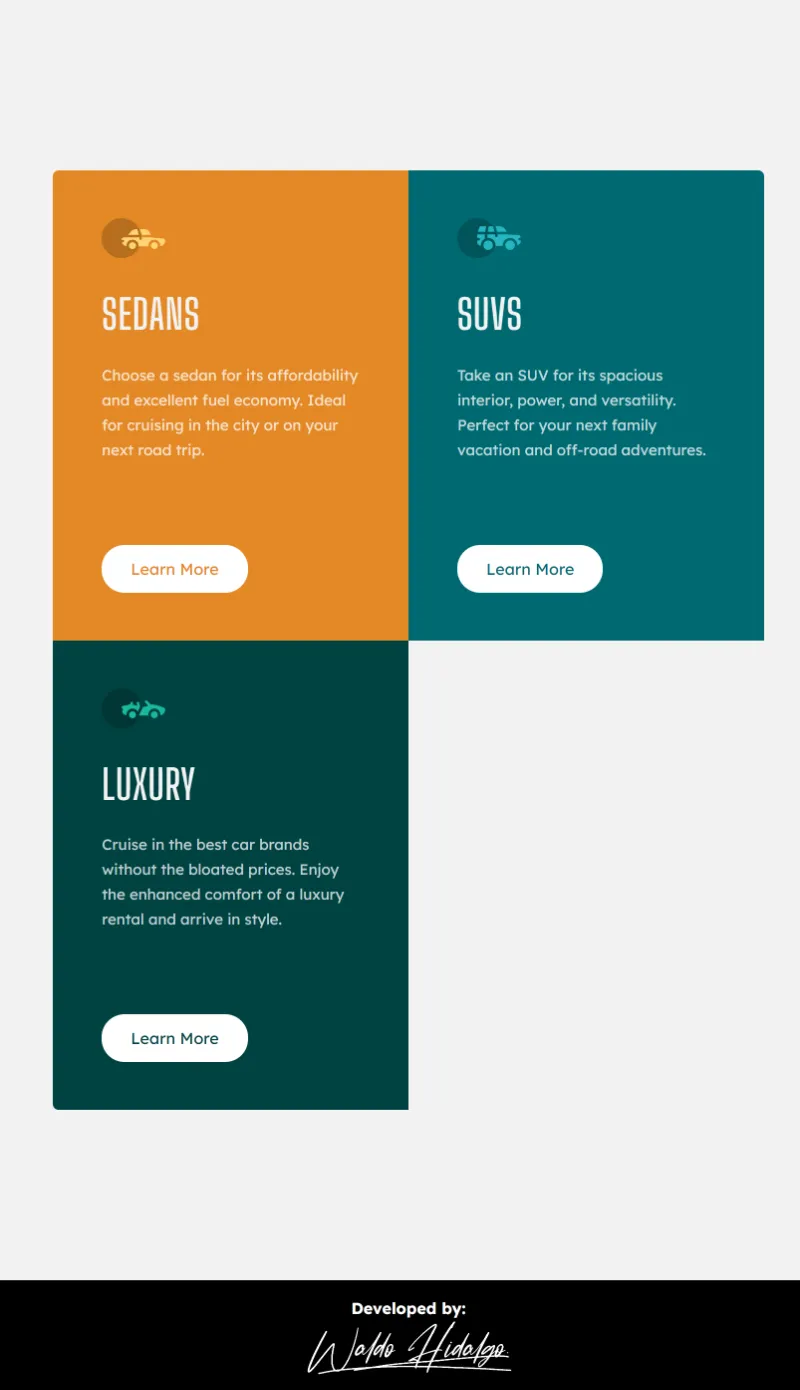 SEDANS
Choose a sedan for its affordability
and excellent fuel economy. Ideal
for cruising in the city or on your
next road trip.
Learn More
SUVS
Take an SUV for its spacious
interior, power, and versatility.
Perfect for your next family
vacation and off-road adventures.
Learn More
LUXURY
Cruise in the best car brands
without the bloated prices. Enjoy
the enhanced comfort of a luxury
rental and arrive in style.
Learn More
Developed by:
Waldo Hidalgo.